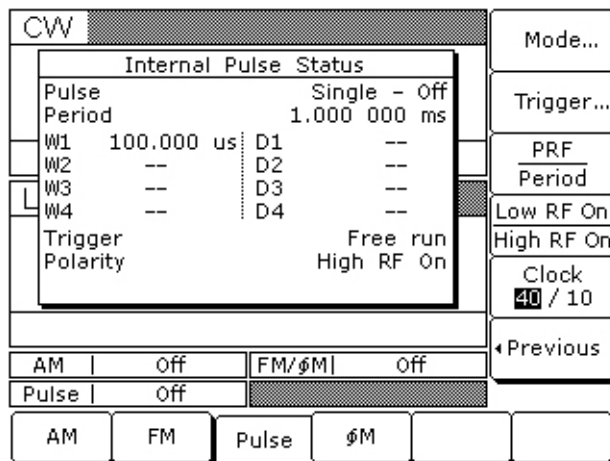 CW
Internal Pulse Status
Pulse Single - Off
Period 1.000 000 ms
W1 100.000 us D1 --
W2 -- D2 --
W3 -- D3 --
W4 -- D4 --
Trigger Free run
Polarity High RF On
L
AM | Off FM/ϕM| Off
Pulse | Off
Mode...
Trigger...
PRF
Period
Low RF On
High RF On
Clock
40 / 10
Previous
AM FM Pulse ϕM